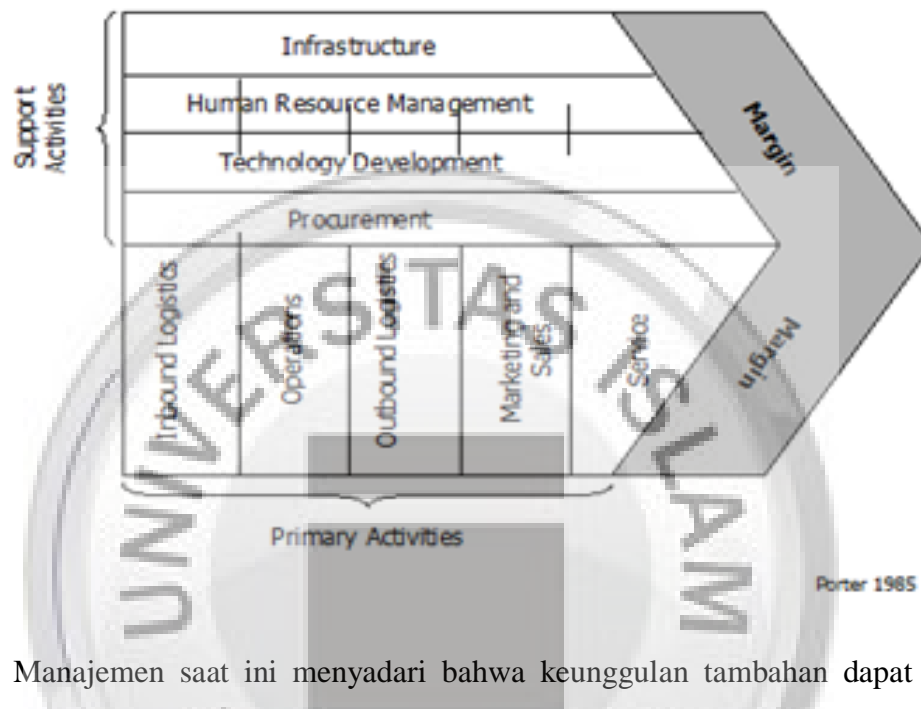 Infrastructure
Human Resource Management
Technology Development
Procurement
Support
Activities
Inbound Logistics
Operations
Outbound Logistics
Marketing and
Sales
Service
Margin
Margin
Primary Activities
Porter 1985
UNIVERSITAS ISLAM
Manajemen saat ini menyadari bahwa keunggulan tambahan dapat